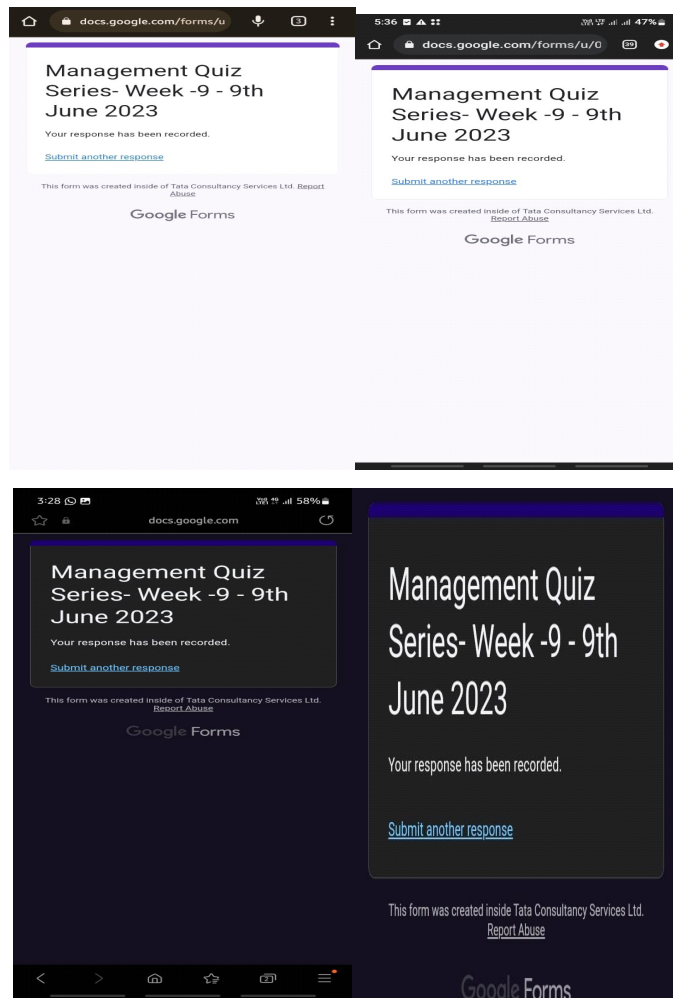 docs.google.com/forms/u
3
Management Quiz
Series- Week -9 - 9th
June 2023
Your response has been recorded.
Submit another response
This form was created inside of Tata Consultancy Services Ltd. Report
Abuse
Google Forms
5:36
47%
docs.google.com/forms/u/0
39
Management Quiz
Series- Week -9 - 9th
June 2023
Your response has been recorded.
Submit another response
This form was created inside of Tata Consultancy Services Ltd.
Report Abuse
Google Forms
3:28
58%
docs.google.com
Management Quiz
Series- Week -9 - 9th
June 2023
Your response has been recorded.
Submit another response
This form was created inside of Tata Consultancy Services Ltd.
Report Abuse
Google Forms
2
Management Quiz
Series- Week -9 - 9th
June 2023
Your response has been recorded.
Submit another response
This form was created inside Tata Consultancy Services Ltd.
Report Abuse
Google Forms